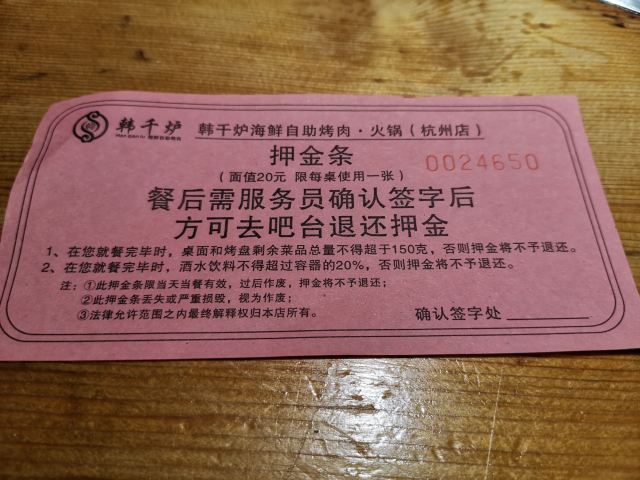 韩千炉
韩千炉海鲜自助烤肉·火锅（杭州店）
押金条
0024650
（面值20元 限每桌使用一张）
餐后需服务员确认签字后
方可去吧台退还押金
1、在您就餐完毕时，桌面和烤盘剩余菜品总量不得超于150克，否则押金将不予退还。
2、在您就餐完毕时，酒水饮料不得超过容器的20%，否则押金将不予退还。
注：①此押金条限当天当餐有效，过后作废，押金将不予退还；
②此押金条丢失或严重损毁，视为作废；
③法律允许范围之内最终解释权归本店所有。
确认签字处